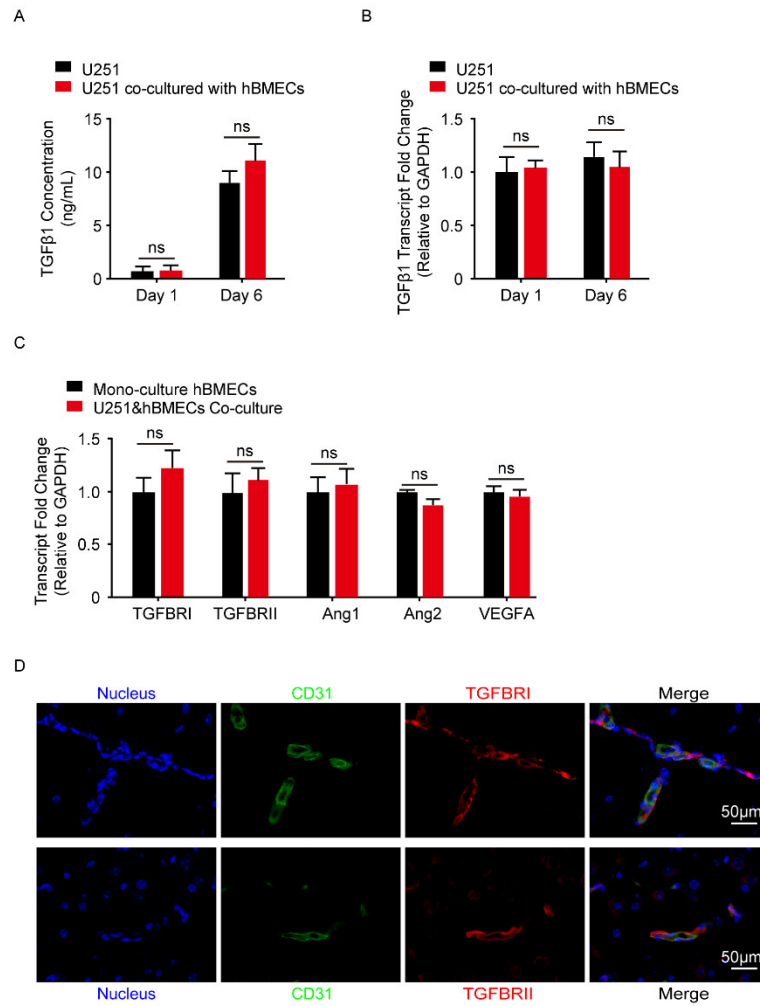 A
U251
U251 co-cultured with hBMECs
TGFβ1 Concentration
(ng/mL)
15
10
5
0
ns
ns
Day 1
Day 6
B
U251
U251 co-cultured with hBMECs
TGFβ1 Transcript Fold Change
(Relative to GAPDH)
1.5
1.0
0.5
0
ns
ns
Day 1
Day 6
C
Mono-culture hBMECs
U251&hBMECs Co-culture
Transcript Fold Change
(Relative to GAPDH)
1.5
1.0
0.5
0
ns
ns
ns
ns
ns
TGFBRI
TGFBRII
Ang1
Ang2
VEGFA
D
Nucleus
CD31
TGFBRI
Merge
50μm
50μm
Nucleus
CD31
TGFBRII
Merge